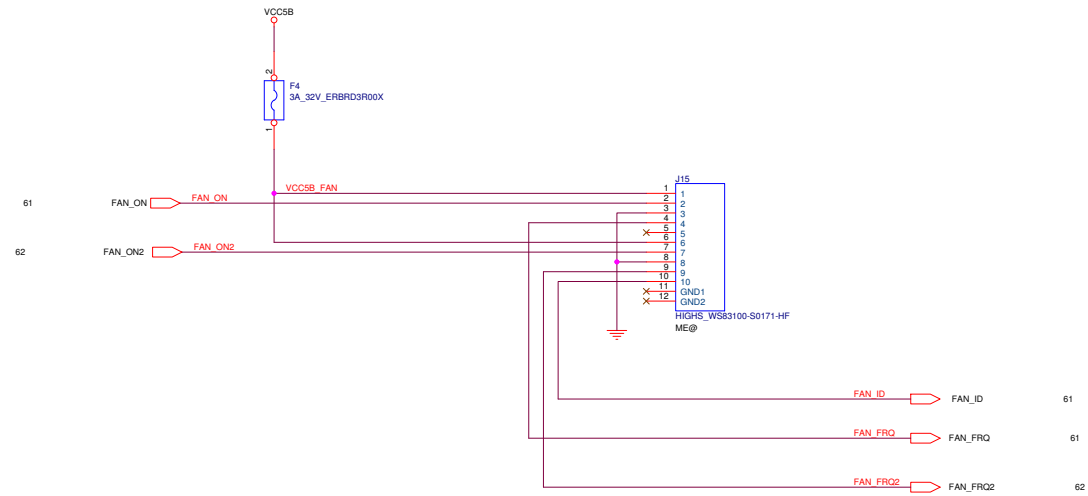 VCC5B
2
F4
3A_32V_ERBRD3R00X
1
J15
VCC5B_FAN
1 1
61 FAN_ON FAN_ON 2 2
3 3
4 4
5 5
6 6
62 FAN_ON2 FAN_ON2 7 7
8 8
9 9
10 10
11 GND1
12 GND2
HIGHS_WS83100-S0171-HF
ME@
FAN_ID FAN_ID 61
FAN_FRQ FAN_FRQ 61
FAN_FRQ2 FAN_FRQ2 62